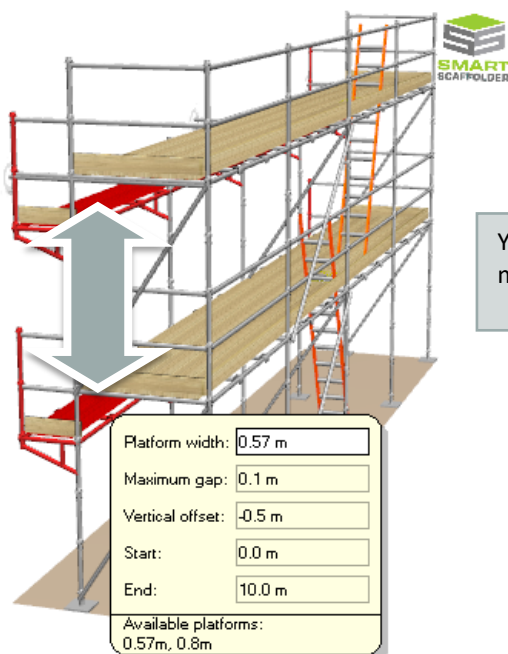 SMART
SCAFFOLDER
Platform width: 0.57 m
Maximum gap: 0.1 m
Vertical offset: -0.5 m
Start: 0.0 m
End: 10.0 m
Available platforms:
0.57m, 0.8m